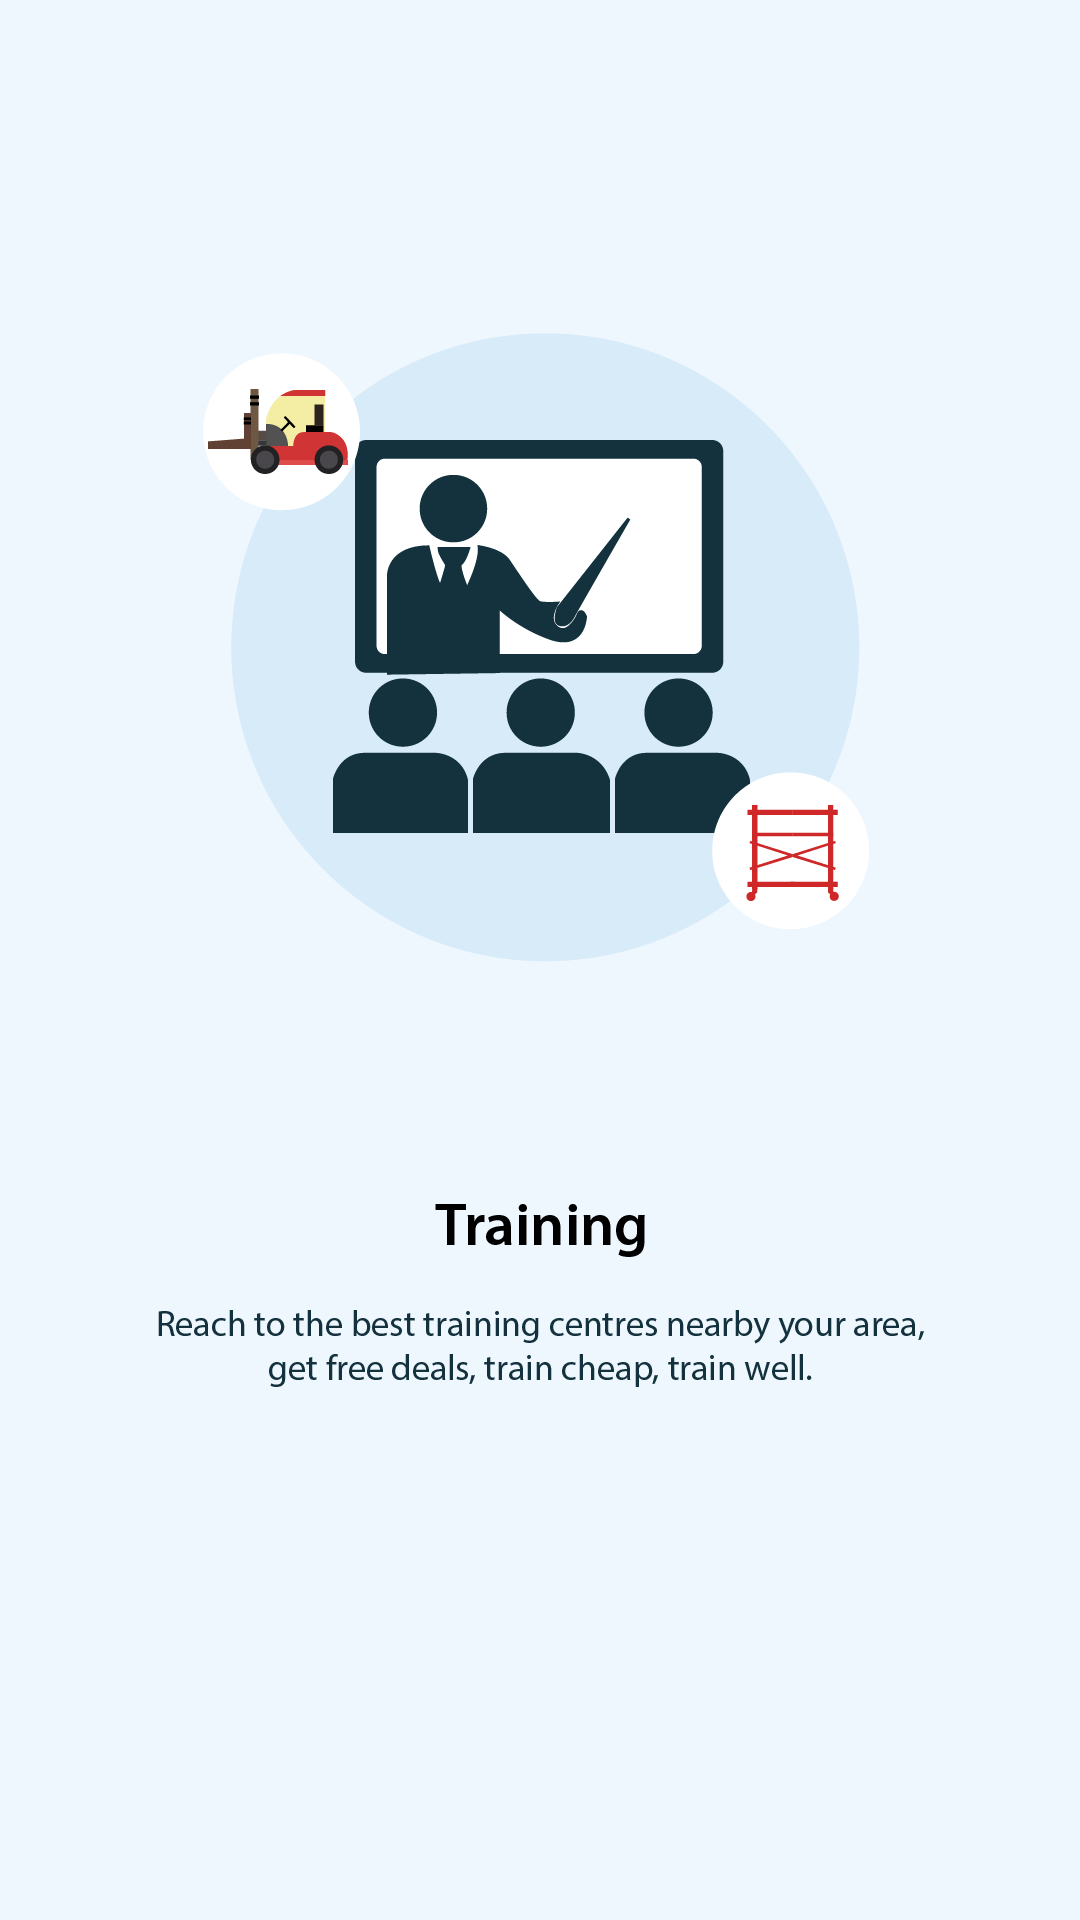 Training
Reach to the best training centres nearby your area,
get free deals, train cheap, train well.